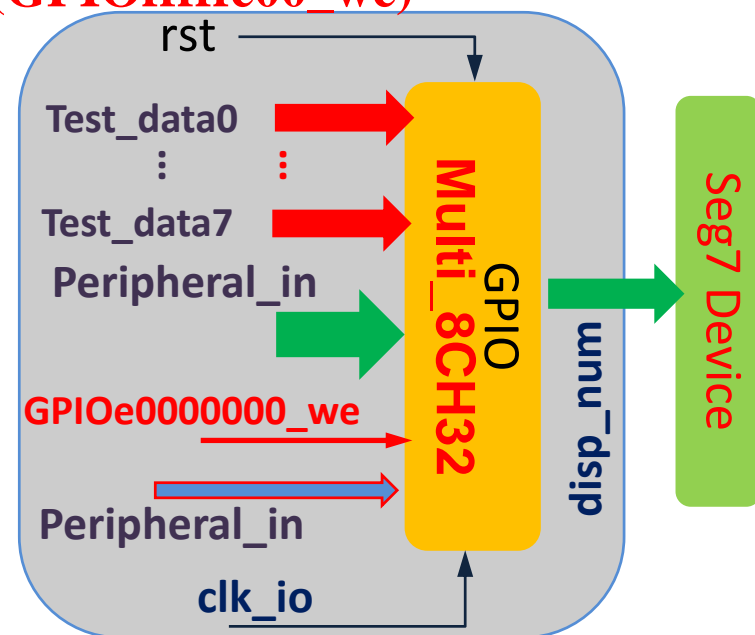 rst
Test_data0
⋮ ⋮
Test_data7
Peripheral_in
GPIOe0000000_we
Peripheral_in
clk_io
Multi_8CH32
GPIO
disp_num
Seg7 Device